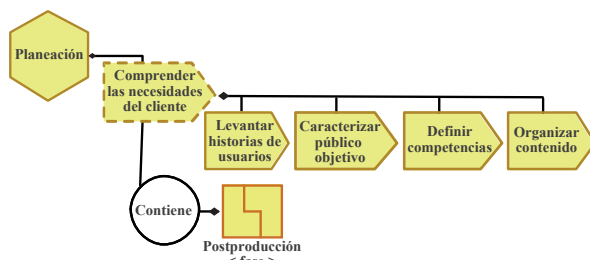 Planeación
Comprender
las necesidades
del cliente
Levantar
historias de
usuarios
Caracterizar
público
objetivo
Definir
competencias
Organizar
contenido
Contiene
Postproducción
< fase >